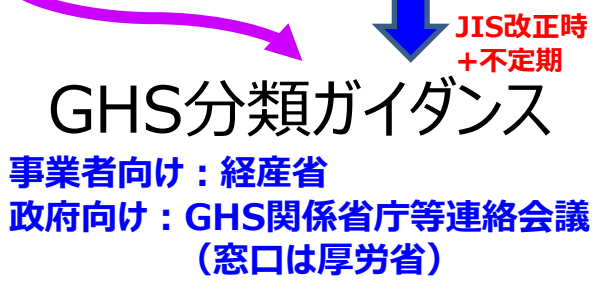 JIS改正時
+不定期
GHS分類ガイダンス
事業者向け：経産省
政府向け：GHS関係省庁等連絡会議
（窓口は厚労省）